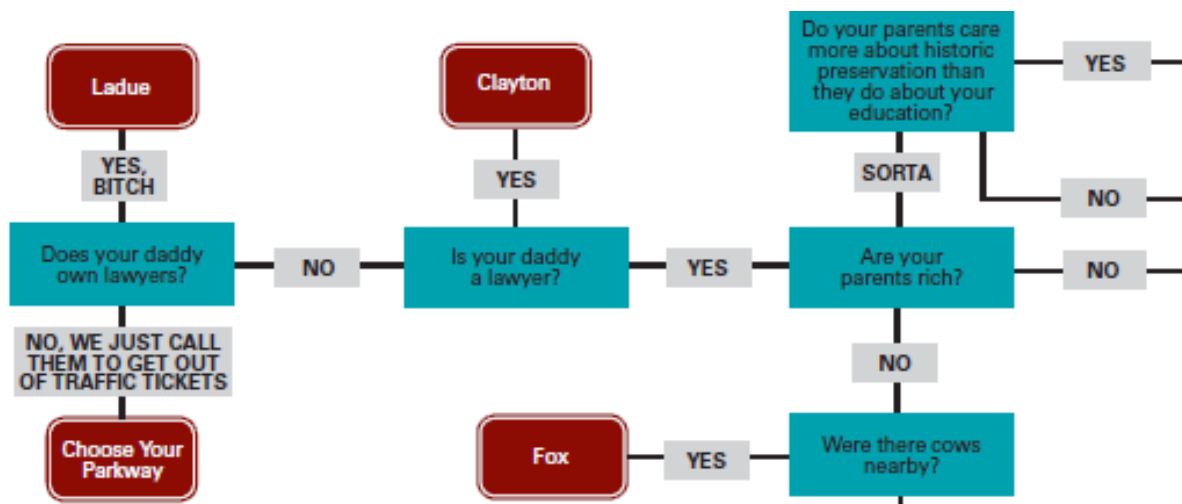 Do your parents care
more about historic
preservation than
they do about your
education?
YES
Ladue
Clayton
YES,
BITCH
YES
SORTA
NO
Does your daddy
own lawyers?
NO
Is your daddy
a lawyer?
YES
Are your
parents rich?
NO
NO, WE JUST CALL
THEM TO GET OUT
OF TRAFFIC TICKETS
NO
Choose Your
Parkway
Fox
YES
Were there cows
nearby?